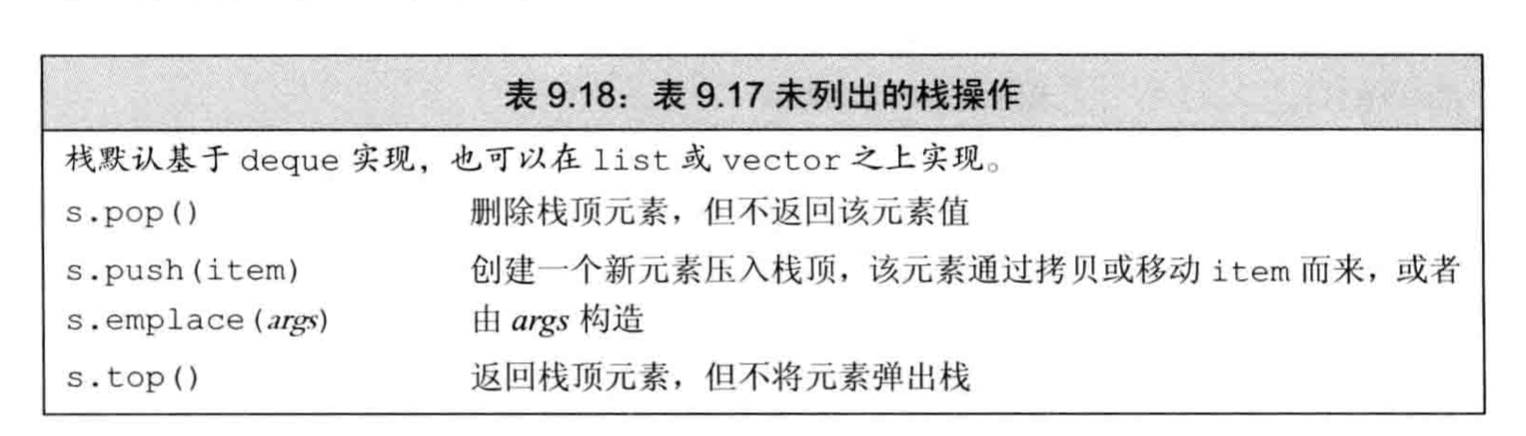 表 9.18：表 9.17 未列出的栈操作
栈默认基于 deque 实现，也可以在 list 或 vector 之上实现。
s.pop() 删除栈顶元素，但不返回该元素值
s.push(item) 创建一个新元素压入栈顶，该元素通过拷贝或移动 item 而来，或者
s.emplace(args) 由 args 构造
s.top() 返回栈顶元素，但不将元素弹出栈